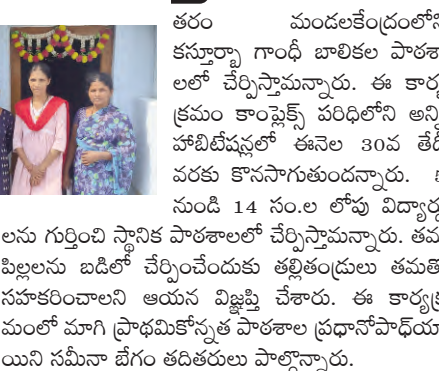 తరం మండలకేంద్రంలోని
కస్తూర్బా గాంధీ బాలికల పాఠశా
లలో చేర్పిస్తామన్నారు. ఈ కార్య
క్రమం కాంప్లెక్స్ పరిధిలోని అన్ని
హాబిటేషన్లలో ఈనెల 30వ తేదీ
వరకు కొనసాగుతుందన్నారు.
నుండి 14 సం.ల లోపు విద్యార్థు
లను గుర్తించి స్థానిక పాఠశాలలో చేర్పిస్తామన్నారు. తమ
పిల్లలను బడిలో చేర్పించేందుకు తల్లితండ్రులు తమతో
సహకరించాలని ఆయన విజ్ఞప్తి చేశారు. ఈ కార్యక్ర
మంలో మాగి ప్రాథమికోన్నత పాఠశాల ప్రధానోపాధ్యా
యిని సమీనా బేగం తదితరులు పాల్గొన్నారు.